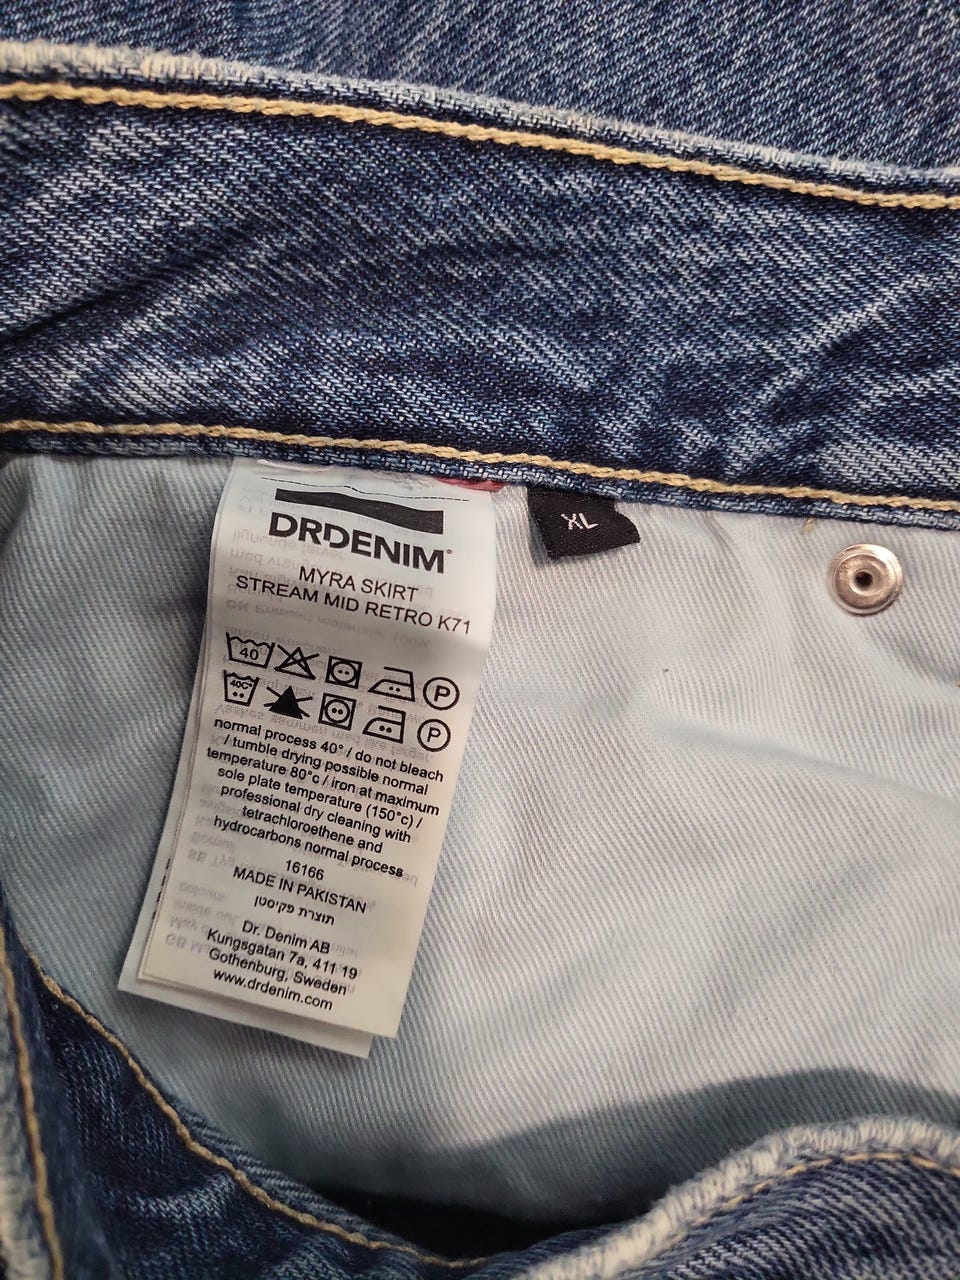 DRDENIM
MYRA SKIRT
STREAM MID RETRO K71
XL
40
P
40C°
P
normal process 40° / do not bleach
/ tumble drying possible normal
temperature 80°c / iron at maximum
sole plate temperature (150°c) /
professional dry cleaning with
tetrachloroethene and
hydrocarbons normal process
16166
MADE IN PAKISTAN
תוצרת פקיסטן
Dr. Denim AB
Kungsgatan 7a, 411 19
Gothenburg, Sweden
www.drdenim.com